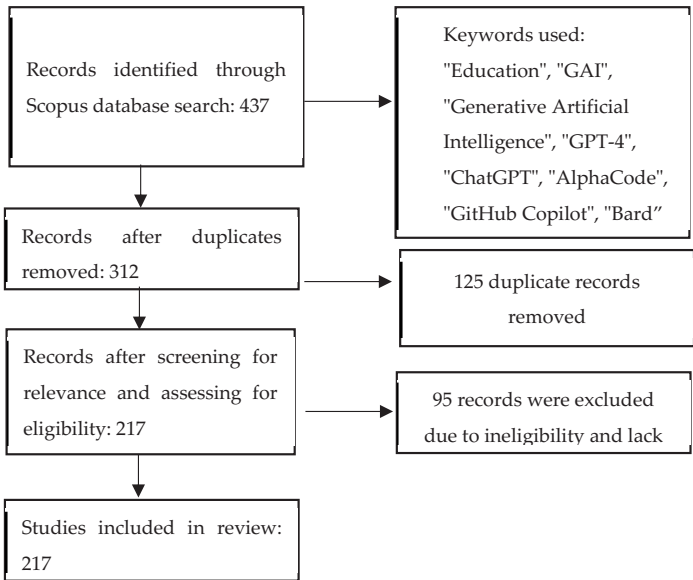 Records identified through
Scopus database search: 437
Keywords used:
"Education", "GAI",
"Generative Artificial
Intelligence", "GPT-4",
"ChatGPT", "AlphaCode",
"GitHub Copilot", "Bard”
Records after duplicates
removed: 312
125 duplicate records
removed
Records after screening for
relevance and assessing for
eligibility: 217
95 records were excluded
due to ineligibility and lack
Studies included in review:
217